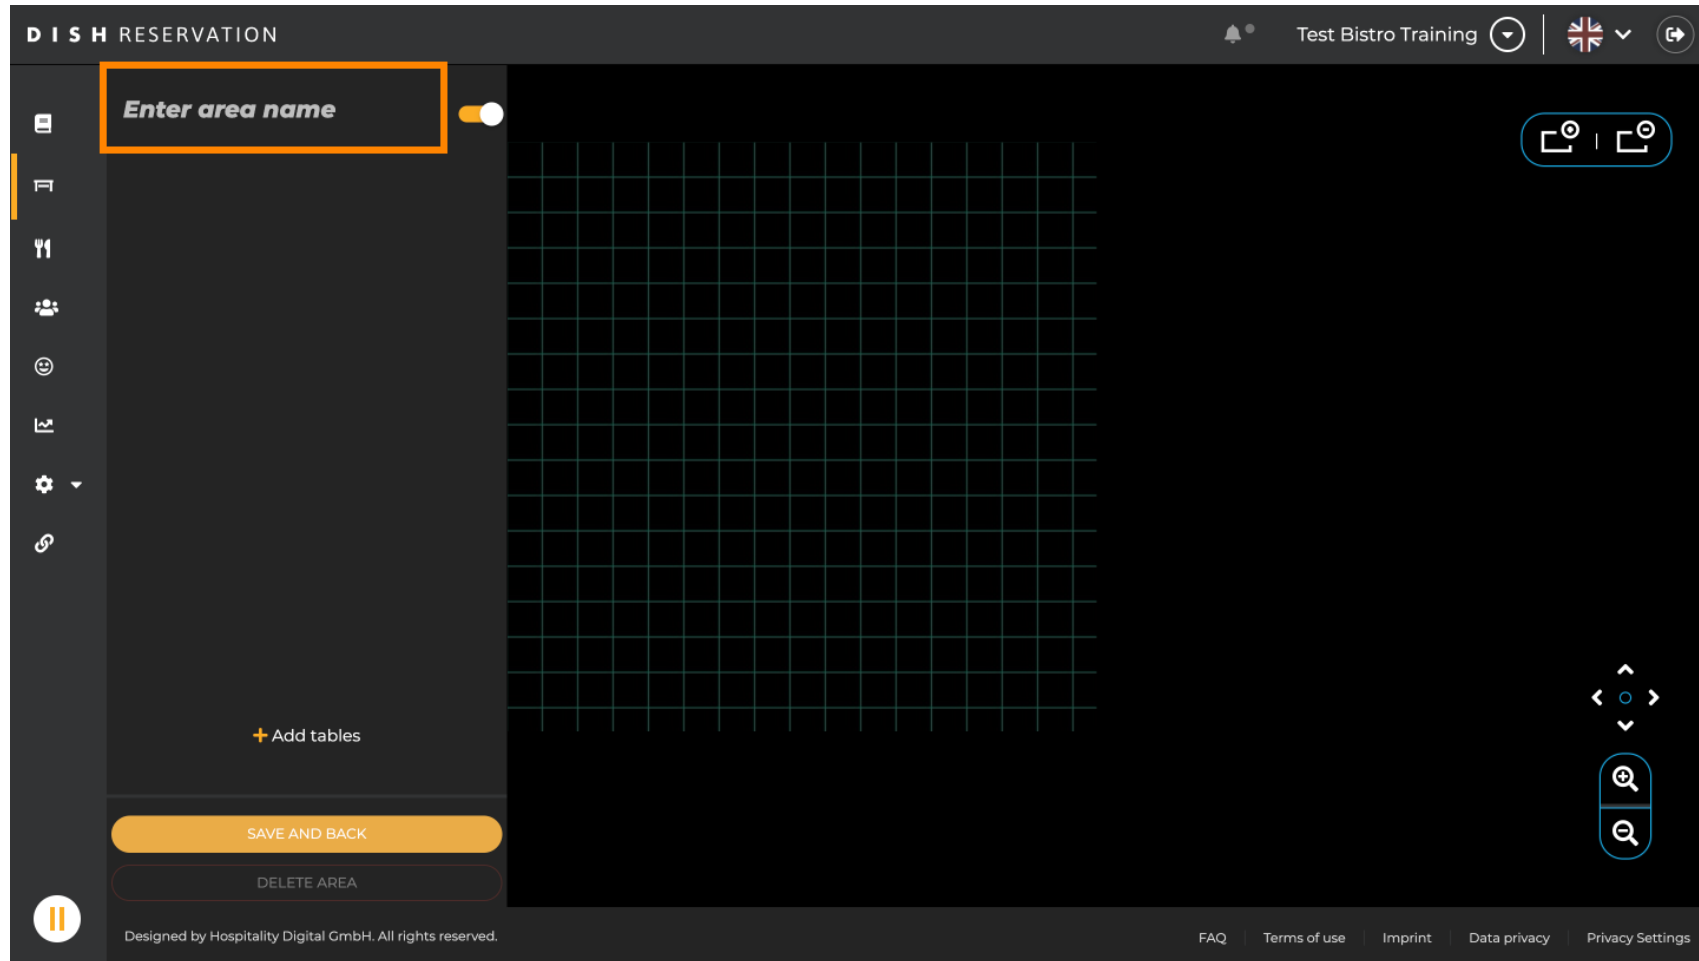 DISH RESERVATION
Test Bistro Training
Enter area name
+ Add tables
SAVE AND BACK
DELETE AREA
Designed by Hospitality Digital GmbH. All rights reserved.
FAQ | Terms of use | Imprint | Data privacy | Privacy Settings